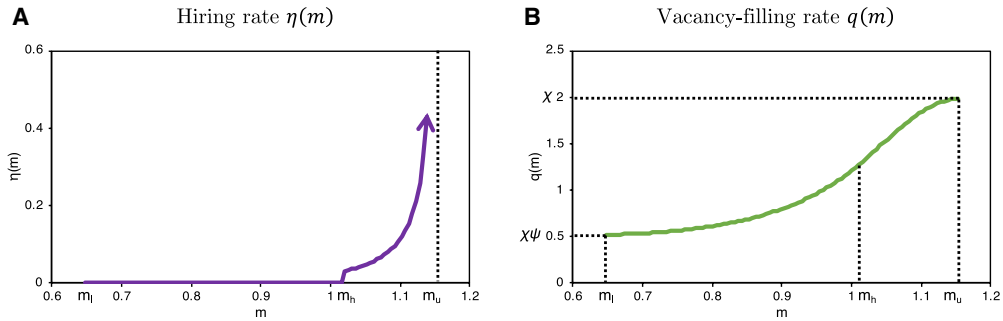 A Hiring rate η(m)
0.6
0.4
0.2
0
η(m)
0.6 0.7 0.8 0.9 1 1.1 1.2
m_l m_h m_u
m
B Vacancy-filling rate q(m)
2.5
χ 2
1.5
1
χψ 0.5
0
q(m)
0.6 0.7 0.8 0.9 1 1.1 1.2
m_l m_h m_u
m